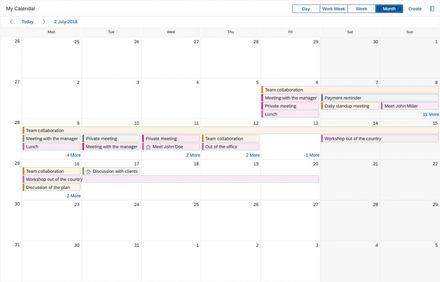 My Calendar
Day Work Week Week Month Create
Today 2 July 2018
Mon Tue Wed Thu Fri Sat Sun
26 25 26 27 28 29 30 1
27 2 3 4 5 6 7 8
Team collaboration
Meeting with the manager Payment reminder
Private meeting Daily standup meeting Meet John Miller
Lunch 11 More
28 9 10 11 12 13 14 15
Team collaboration
Meeting with the manager Private meeting Private meeting Team collaboration Workshop out of the country
Lunch Meeting with the manager Meet John Doe Out of the office
4 More 2 More 2 More -1 More
29 16 17 18 19 20 21 22
Team collaboration Discussion with clients
Workshop out of the country
Discussion of the plan
2 More
30 23 24 25 26 27 28 29
31 30 31 1 2 3 4 5